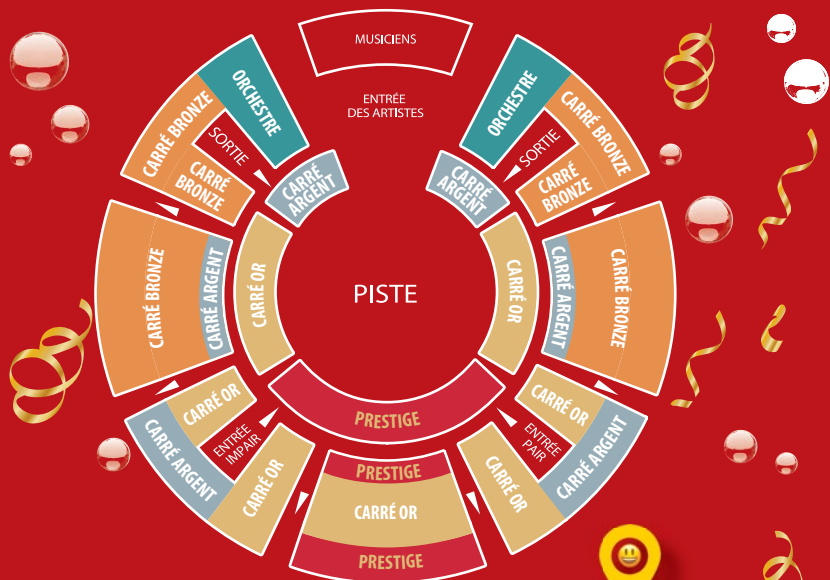 MUSICIENS
ENTRÉE
DES ARTISTES
ORCHESTRE
ORCHESTRE
CARRÉ BRONZE
SORTIE
CARRÉ
BRONZE
CARRÉ
ARGENT
CARRÉ
ARGENT
SORTIE
CARRÉ
BRONZE
CARRÉ BRONZE
CARRÉ BRONZE
CARRÉ ARGENT
CARRÉ OR
PISTE
CARRÉ OR
CARRÉ ARGENT
CARRÉ BRONZE
CARRÉ ARGENT
CARRÉ OR
ENTRÉE
IMPAIR
CARRÉ OR
PRESTIGE
PRESTIGE
CARRÉ OR
PRESTIGE
CARRÉ OR
ENTRÉE
PAIR
CARRÉ OR
CARRÉ ARGENT